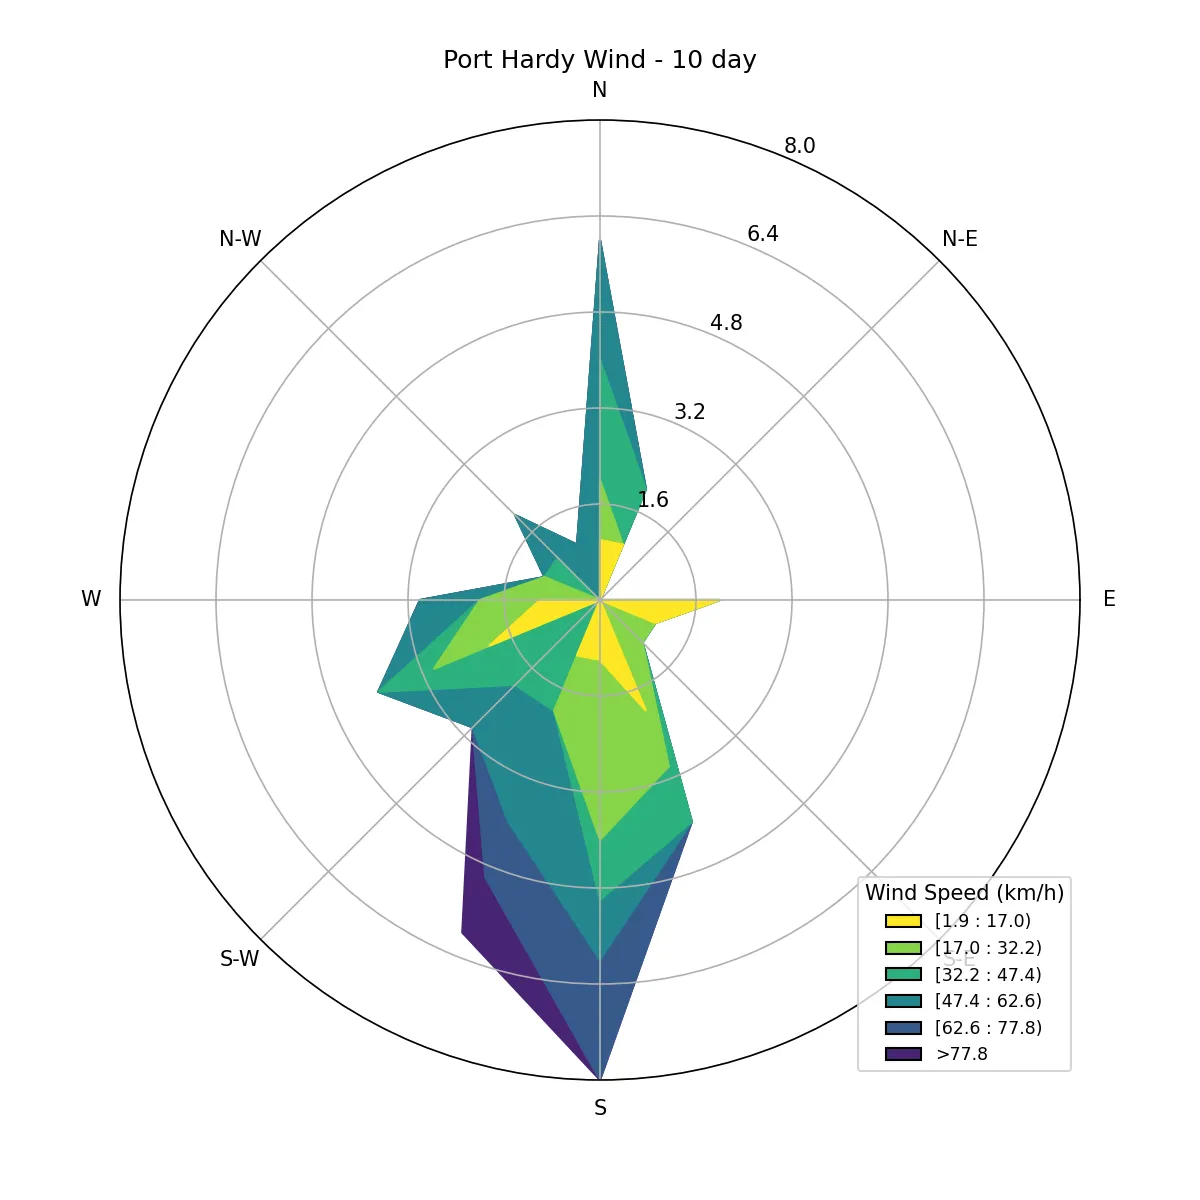 Port Hardy Wind - 10 day
N
8.0
N-W
N-E
6.4
4.8
3.2
1.6
W
E
S-W
S-E
Wind Speed (km/h)
[1.9 : 17.0)
[17.0 : 32.2)
[32.2 : 47.4)
[47.4 : 62.6)
[62.6 : 77.8)
>77.8
S